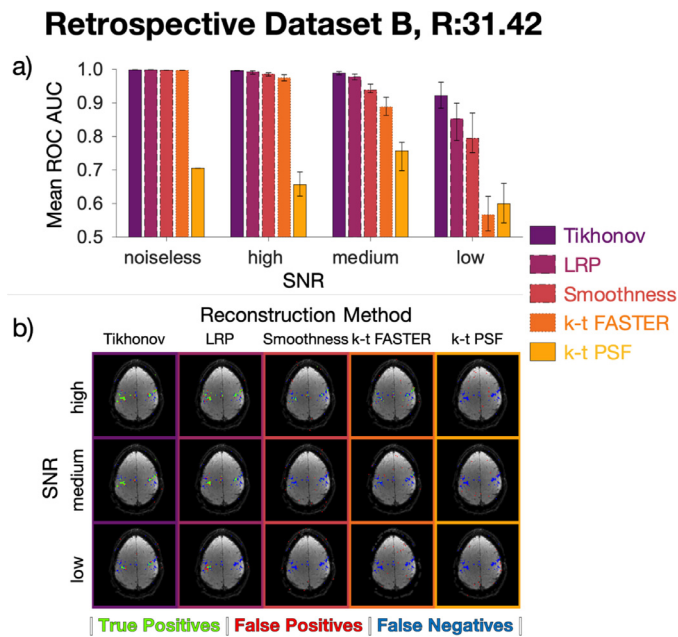 Retrospective Dataset B, R:31.42
a)
Mean ROC AUC
1.0
0.9
0.8
0.7
0.6
0.5
noiseless high medium low
SNR
Tikhonov
LRP
Smoothness
k-t FASTER
k-t PSF
b)
Reconstruction Method
Tikhonov LRP Smoothness k-t FASTER k-t PSF
SNR
high
medium
low
True Positives False Positives False Negatives